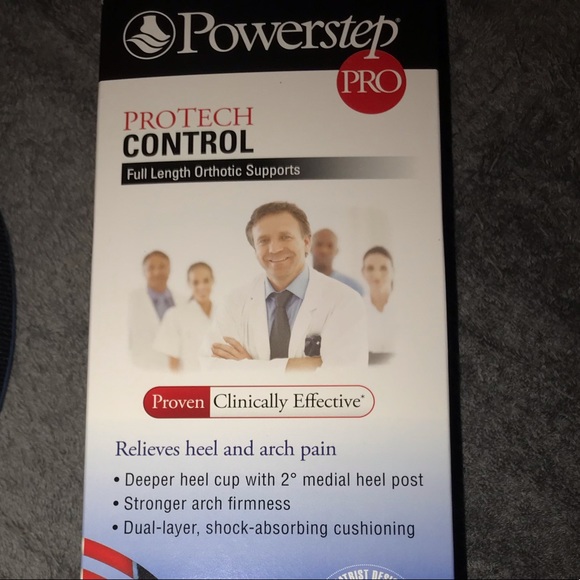 Powerstep®
PRO
PROTECH
CONTROL
Full Length Orthotic Supports
Proven Clinically Effective*
Relieves heel and arch pain
• Deeper heel cup with 2° medial heel post
• Stronger arch firmness
• Dual-layer, shock-absorbing cushioning